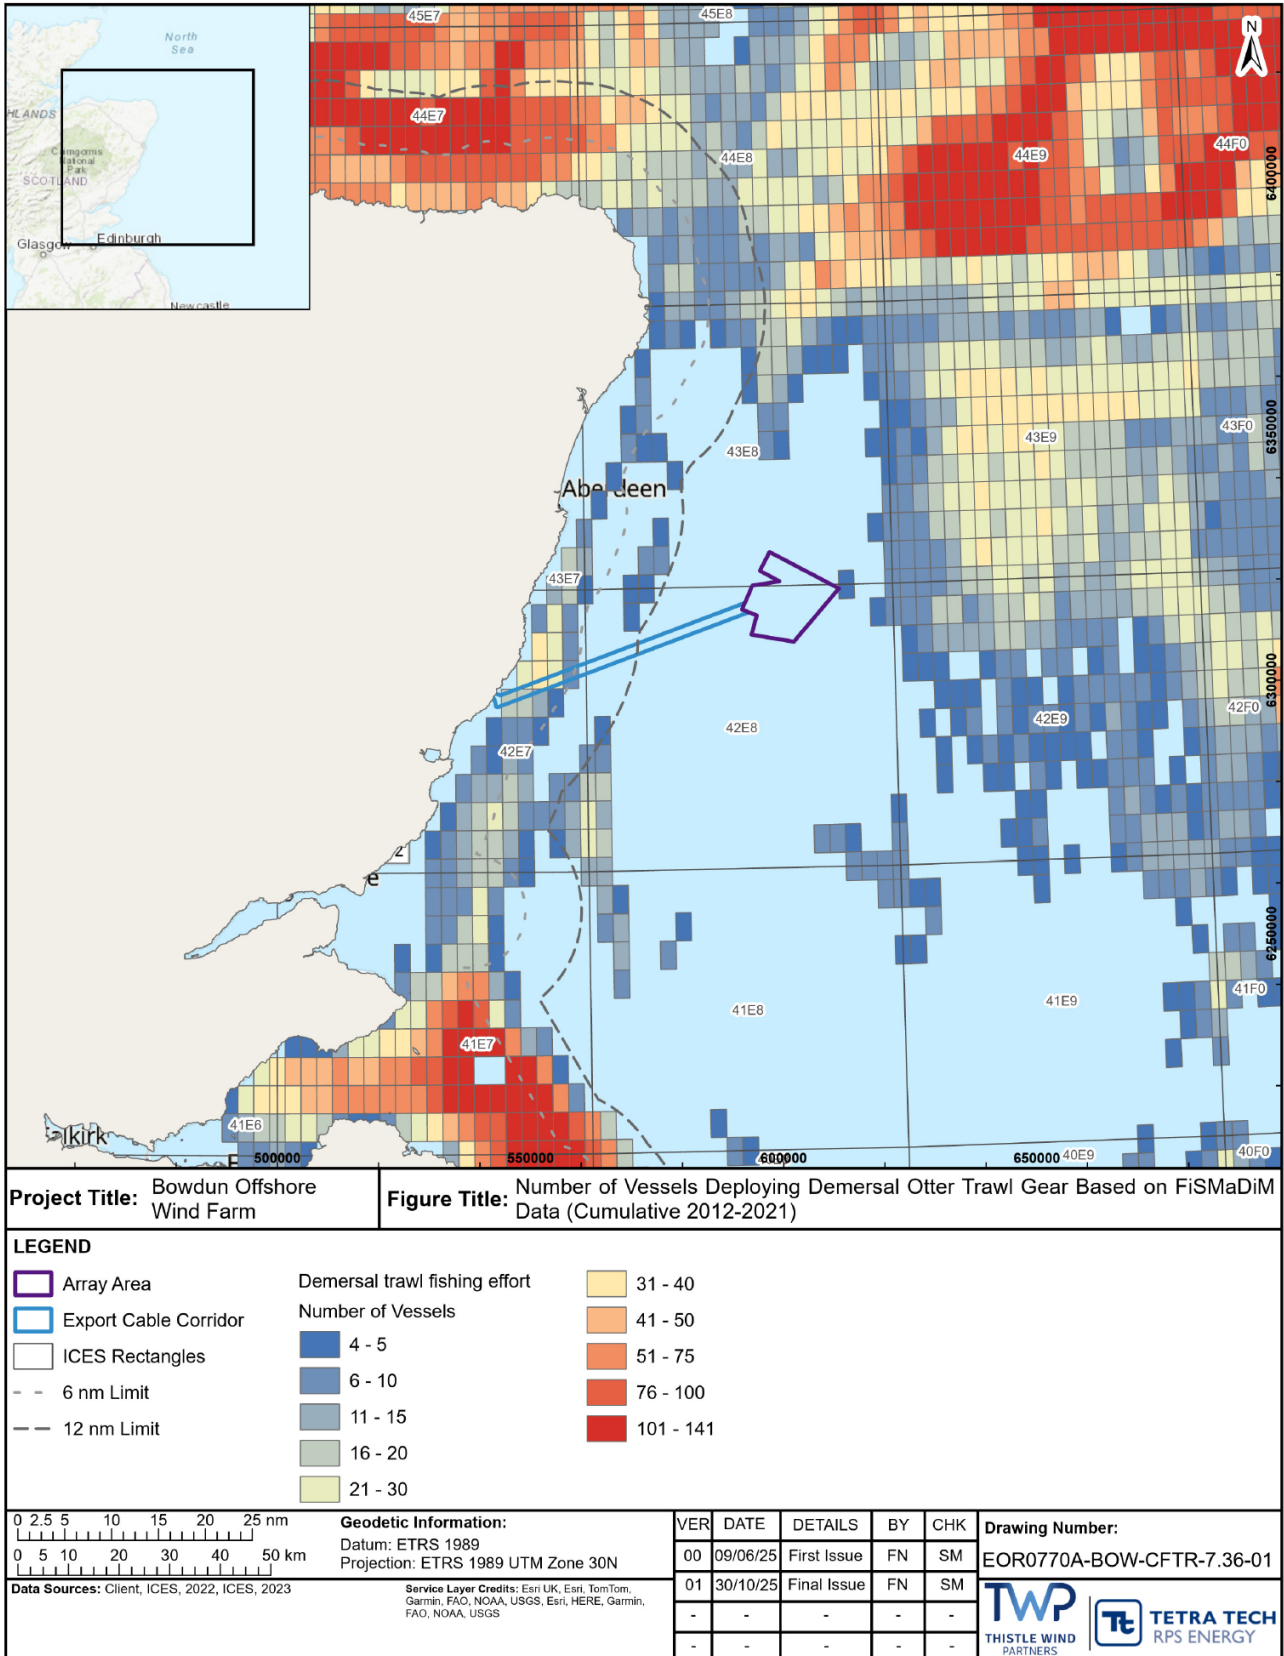 North
Sea
HLANDS
Cairngorms
National
Park
SCOTLAND
Glasgow
Edinburgh
Newcastle
45E7
45E8
N
44E7
44E8
44E9
44F0
6400000
43E8
43E9
43F0
6350000
Aberdeen
43E7
6300000
42E7
42E8
42E9
42F0
2
e
6250000
41E7
41E8
41E9
41F0
41E6
lkirk
500000
550000
600000
650000
40E9
40F0
Project Title: Bowdun Offshore
Wind Farm
Figure Title: Number of Vessels Deploying Demersal Otter Trawl Gear Based on FiSMaDiM
Data (Cumulative 2012-2021)
LEGEND
Array Area
Export Cable Corridor
ICES Rectangles
6 nm Limit
12 nm Limit
Demersal trawl fishing effort
Number of Vessels
4 - 5
6 - 10
11 - 15
16 - 20
21 - 30
31 - 40
41 - 50
51 - 75
76 - 100
101 - 141
0 2.5 5 10 15 20 25 nm
0 5 10 20 30 40 50 km
Geodetic Information:
Datum: ETRS 1989
Projection: ETRS 1989 UTM Zone 30N
Data Sources: Client, ICES, 2022, ICES, 2023
Service Layer Credits: Esri UK, Esri, TomTom,
Garmin, FAO, NOAA, USGS, Esri, HERE, Garmin,
FAO, NOAA, USGS
VER DATE DETAILS BY CHK
00 09/06/25 First Issue FN SM
01 30/10/25 Final Issue FN SM
- - - - -
- - - - -
Drawing Number:
EOR0770A-BOW-CFTR-7.36-01
TWP
THISTLE WIND
PARTNERS
Tt
TETRA TECH
RPS ENERGY